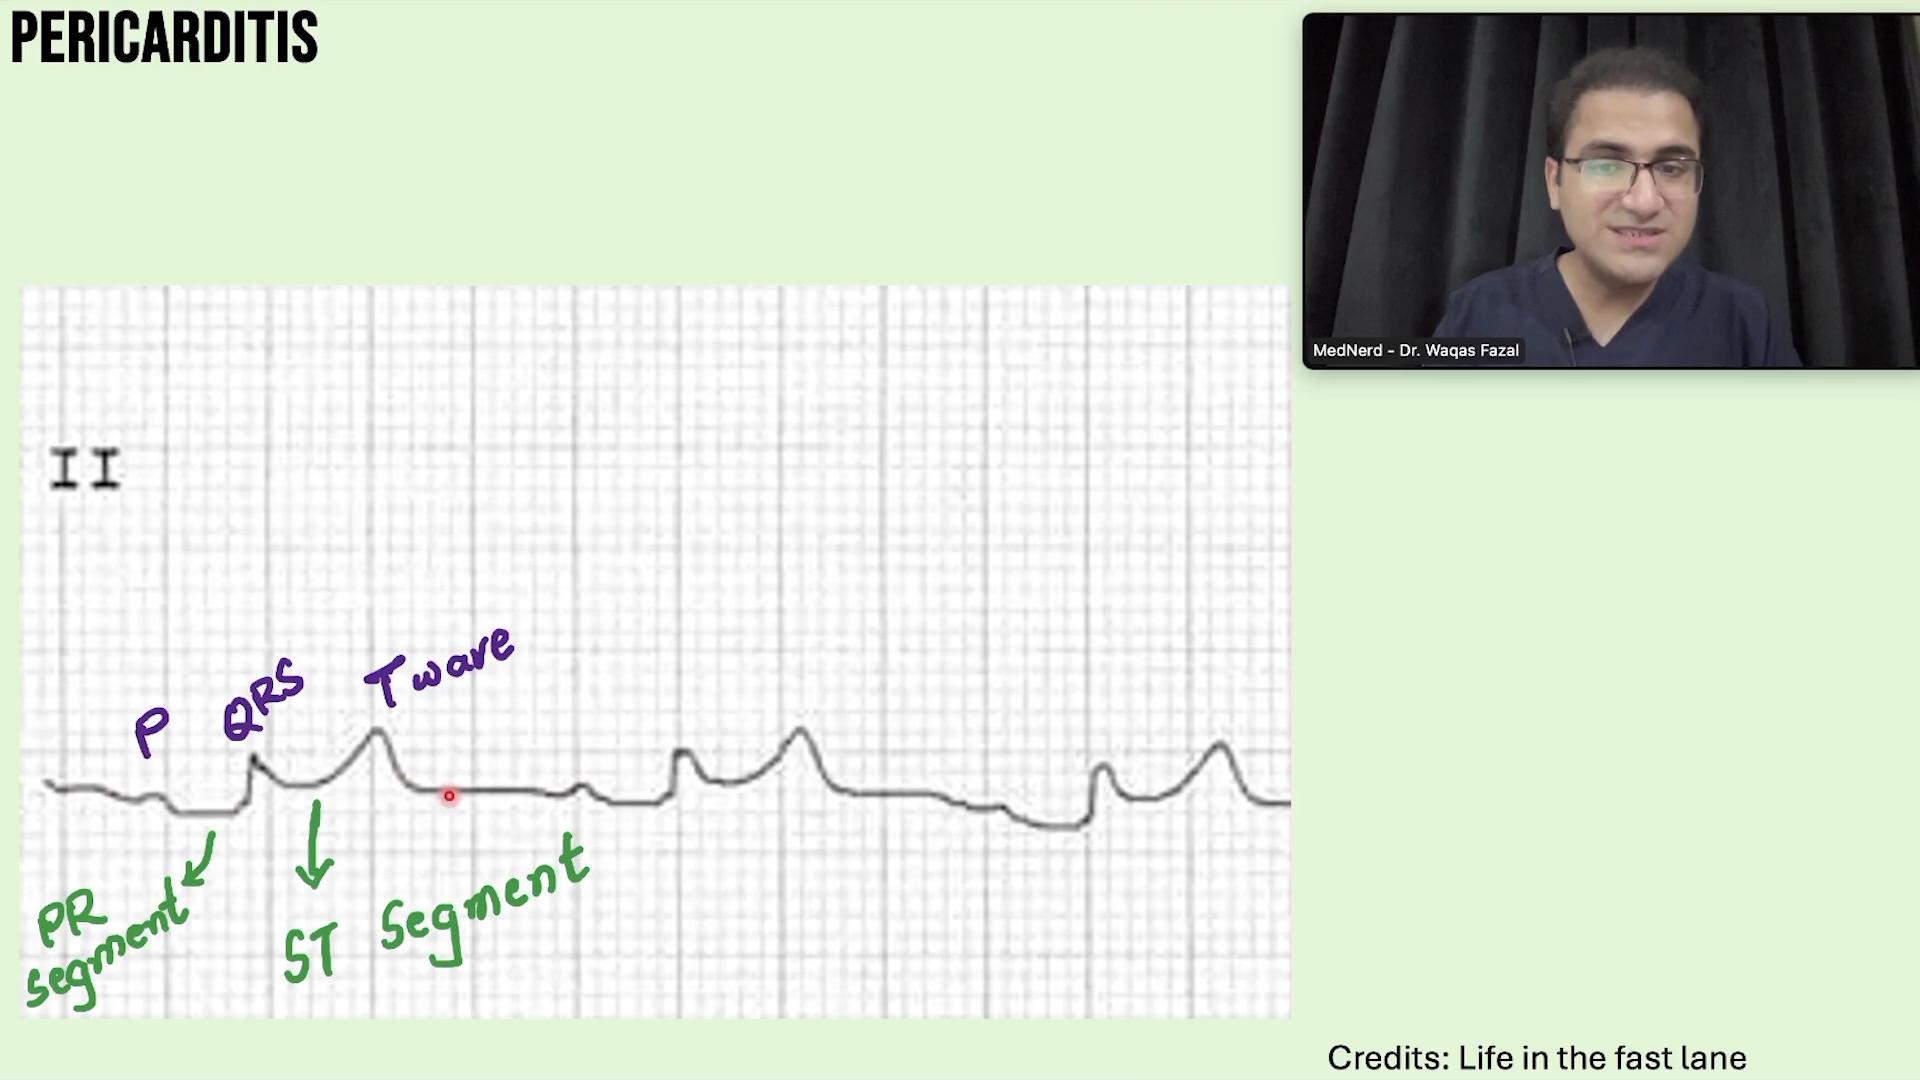 PERICARDITIS
MedNerd - Dr. Waqas Fazal
II
P QRS T wave
PR
segment
ST Segment
Credits: Life in the fast lane